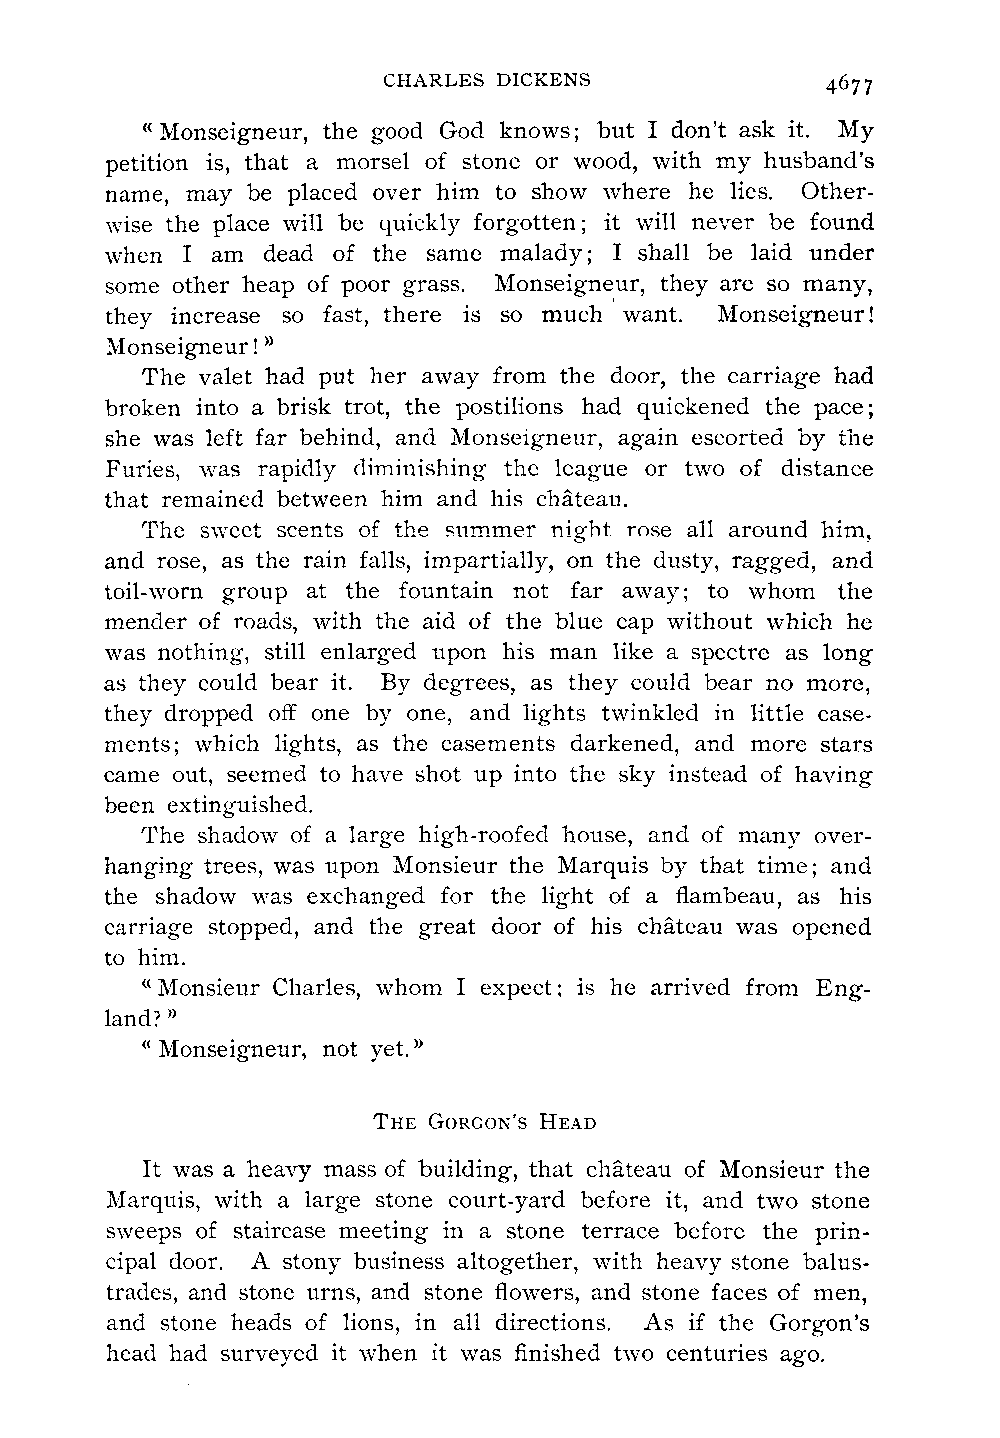 CHARLES DICKENS 4677
“Monseigneur, the good God knows; but I don't ask it. My
petition is, that a morsel of stone or wood, with my husband's
name, may be placed over him to show where he lies. Other-
wise the place will be quickly forgotten; it will never be found
when I am dead of the same malady; I shall be laid under
some other heap of poor grass. Monseigneur, they are so many,
they increase so fast, there is so much want. Monseigneur!
Monseigneur!”
The valet had put her away from the door, the carriage had
broken into a brisk trot, the postilions had quickened the pace;
she was left far behind, and Monseigneur, again escorted by the
Furies, was rapidly diminishing the league or two of distance
that remained between him and his château.
The sweet scents of the summer night rose all around him,
and rose, as the rain falls, impartially, on the dusty, ragged, and
toil-worn group at the fountain not far away; to whom the
mender of roads, with the aid of the blue cap without which he
was nothing, still enlarged upon his man like a spectre as long
as they could bear it. By degrees, as they could bear no more,
they dropped off one by one, and lights twinkled in little case-
ments; which lights, as the casements darkened, and more stars
came out, seemed to have shot up into the sky instead of having
been extinguished.
The shadow of a large high-roofed house, and of many over-
hanging trees, was upon Monsieur the Marquis by that time; and
the shadow was exchanged for the light of a flambeau, as his
carriage stopped, and the great door of his château was opened
to him.
“Monsieur Charles, whom I expect; is he arrived from Eng-
land?”
“Monseigneur, not yet.”
THE GORGON'S HEAD
It was a heavy mass of building, that château of Monsieur the
Marquis, with a large stone court-yard before it, and two stone
sweeps of staircase meeting in a stone terrace before the prin-
cipal door. A stony business altogether, with heavy stone balus-
trades, and stone urns, and stone flowers, and stone faces of men,
and stone heads of lions, in all directions. As if the Gorgon's
head had surveyed it when it was finished two centuries ago.